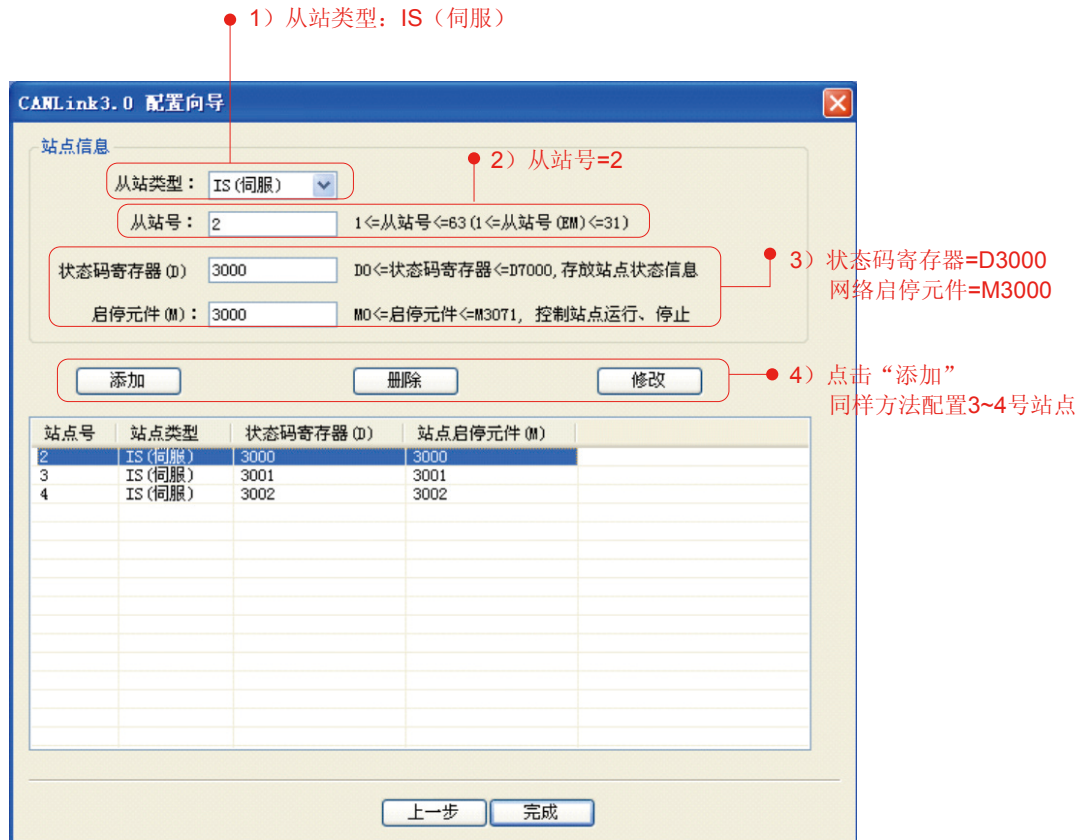 1）从站类型：IS（伺服）
CANLink3.0 配置向导
站点信息
2）从站号=2
从站类型： IS(伺服)
从站号： 2 1<=从站号<=63(1<=从站号(EM)<=31)
3）状态码寄存器=D3000
网络启停元件=M3000
状态码寄存器(D) 3000 D0<=状态码寄存器<=D7000,存放站点状态信息
启停元件(M)： 3000 M0<=启停元件<=M3071, 控制站点运行、停止
4）点击“添加”
同样方法配置3~4号站点
添加 删除 修改
站点号 站点类型 状态码寄存器(D) 站点启停元件(M)
2 IS(伺服) 3000 3000
3 IS(伺服) 3001 3001
4 IS(伺服) 3002 3002
上一步 完成